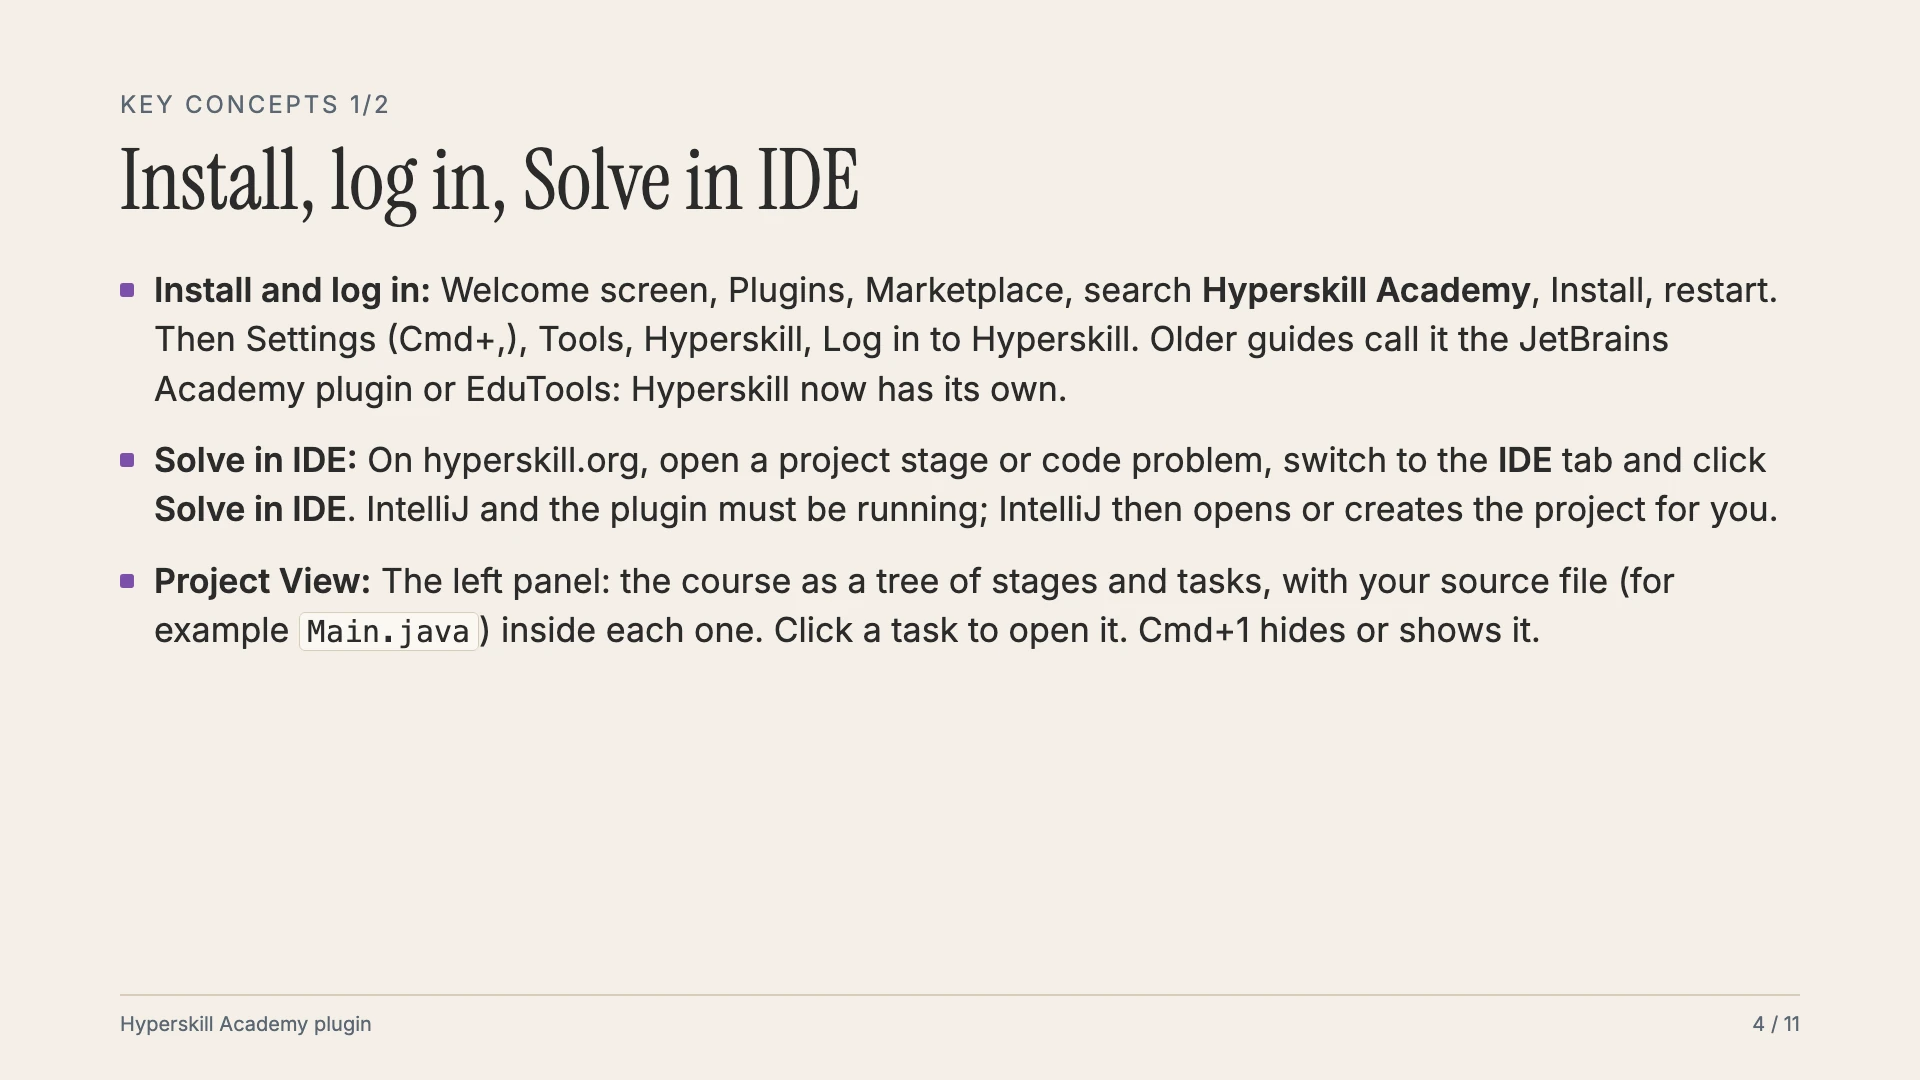 KEY CONCEPTS 1/2
Install, log in, Solve in IDE
Install and log in: Welcome screen, Plugins, Marketplace, search Hyperskill Academy, Install, restart.
Then Settings (Cmd+,), Tools, Hyperskill, Log in to Hyperskill. Older guides call it the JetBrains
Academy plugin or EduTools: Hyperskill now has its own.
Solve in IDE: On hyperskill.org, open a project stage or code problem, switch to the IDE tab and click
Solve in IDE. IntelliJ and the plugin must be running; IntelliJ then opens or creates the project for you.
Project View: The left panel: the course as a tree of stages and tasks, with your source file (for
example Main.java) inside each one. Click a task to open it. Cmd+1 hides or shows it.
Hyperskill Academy plugin
4 / 11